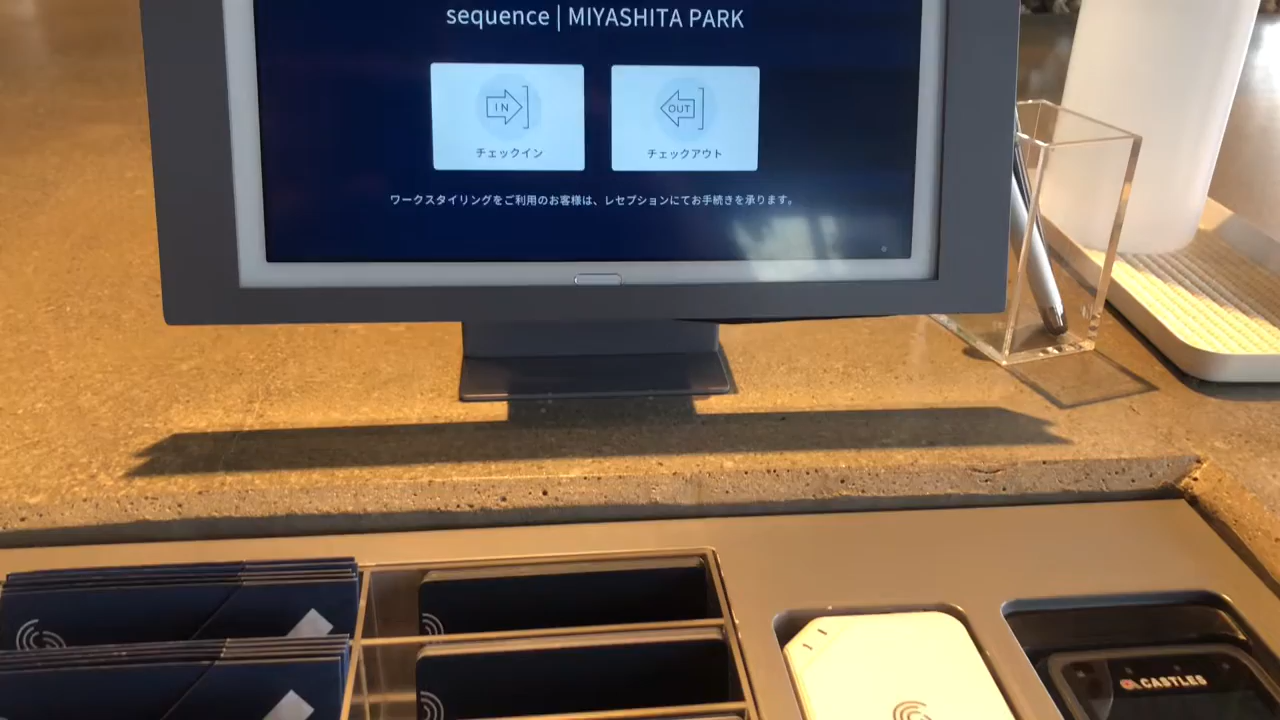 sequence | MIYASHITA PARK
IN
OUT
チェックイン
チェックアウト
ワークスタイリングをご利用のお客様は、レセプションにてお手続きを承ります。
CASTLES